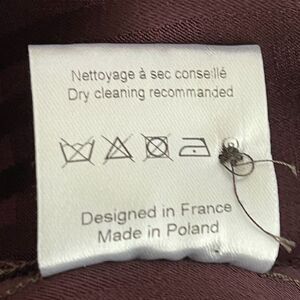 Nettoyage à sec conseillé
Dry cleaning recommanded
Designed in France
Made in Poland